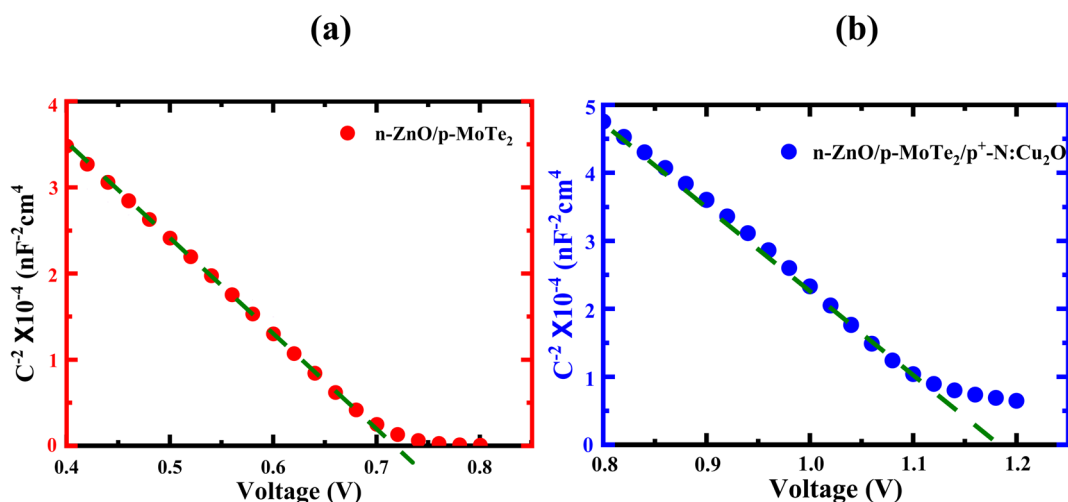 (a)
(b)
4
3
2
1
0
0.4
0.5
0.6
0.7
0.8
Voltage (V)
C⁻² X10⁻⁴ (nF⁻²cm⁴
n-ZnO/p-MoTe₂
5
4
3
2
1
0
0.8
0.9
1.0
1.1
1.2
Voltage (V)
C⁻² X10⁻⁴ (nF⁻²cm⁴
n-ZnO/p-MoTe₂/p⁺-N:Cu₂O